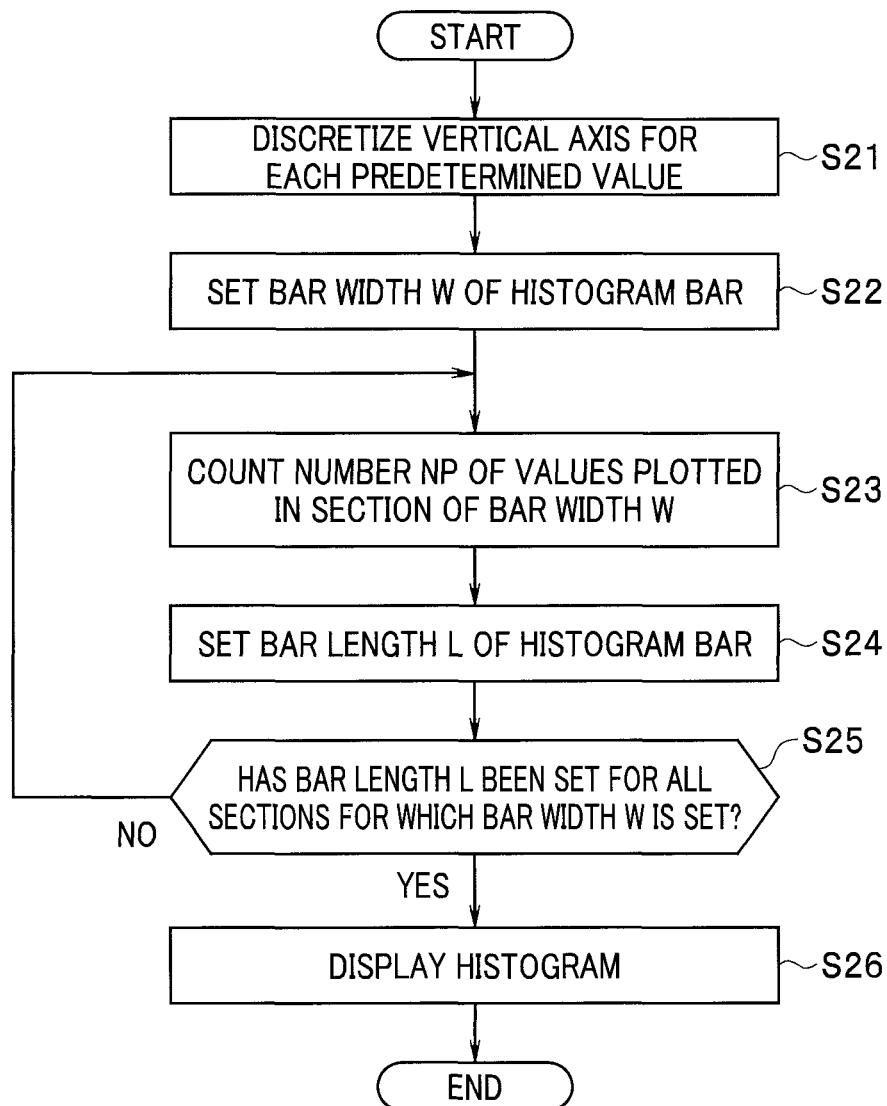 START
DISCRETIZE VERTICAL AXIS FOR
EACH PREDETERMINED VALUE
S21
SET BAR WIDTH W OF HISTOGRAM BAR
S22
COUNT NUMBER NP OF VALUES PLOTTED
IN SECTION OF BAR WIDTH W
S23
SET BAR LENGTH L OF HISTOGRAM BAR
S24
S25
HAS BAR LENGTH L BEEN SET FOR ALL
SECTIONS FOR WHICH BAR WIDTH W IS SET?
NO
YES
DISPLAY HISTOGRAM
S26
END